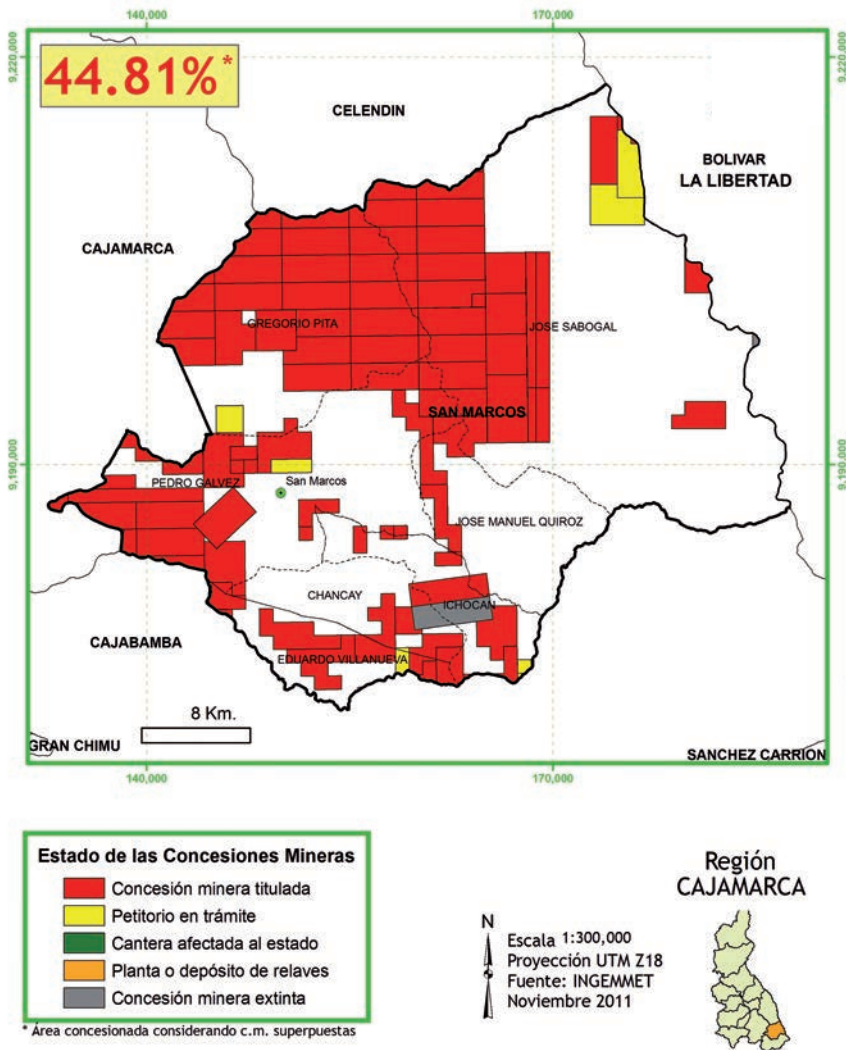 140,000
170,000
9,220,000
9,220,000
44.81%*
CELENDIN
BOLIVAR
LA LIBERTAD
CAJAMARCA
GREGORIO PITA
JOSE SABOGAL
SAN MARCOS
9,190,000
9,190,000
PEDRO GALVEZ
San Marcos
JOSE MANUEL QUIROZ
CHANCAY
ICHOCAN
CAJABAMBA
EDUARDO VILLANUEVA
8 Km.
GRAN CHIMU
SANCHEZ CARRION
140,000
170,000
Estado de las Concesiones Mineras
Concesión minera titulada
Petitorio en trámite
Cantera afectada al estado
Planta o depósito de relaves
Concesión minera extinta
* Área concesionada considerando c.m. superpuestas
N
Escala 1:300,000
Proyección UTM Z18
Fuente: INGEMMET
Noviembre 2011
Región
CAJAMARCA